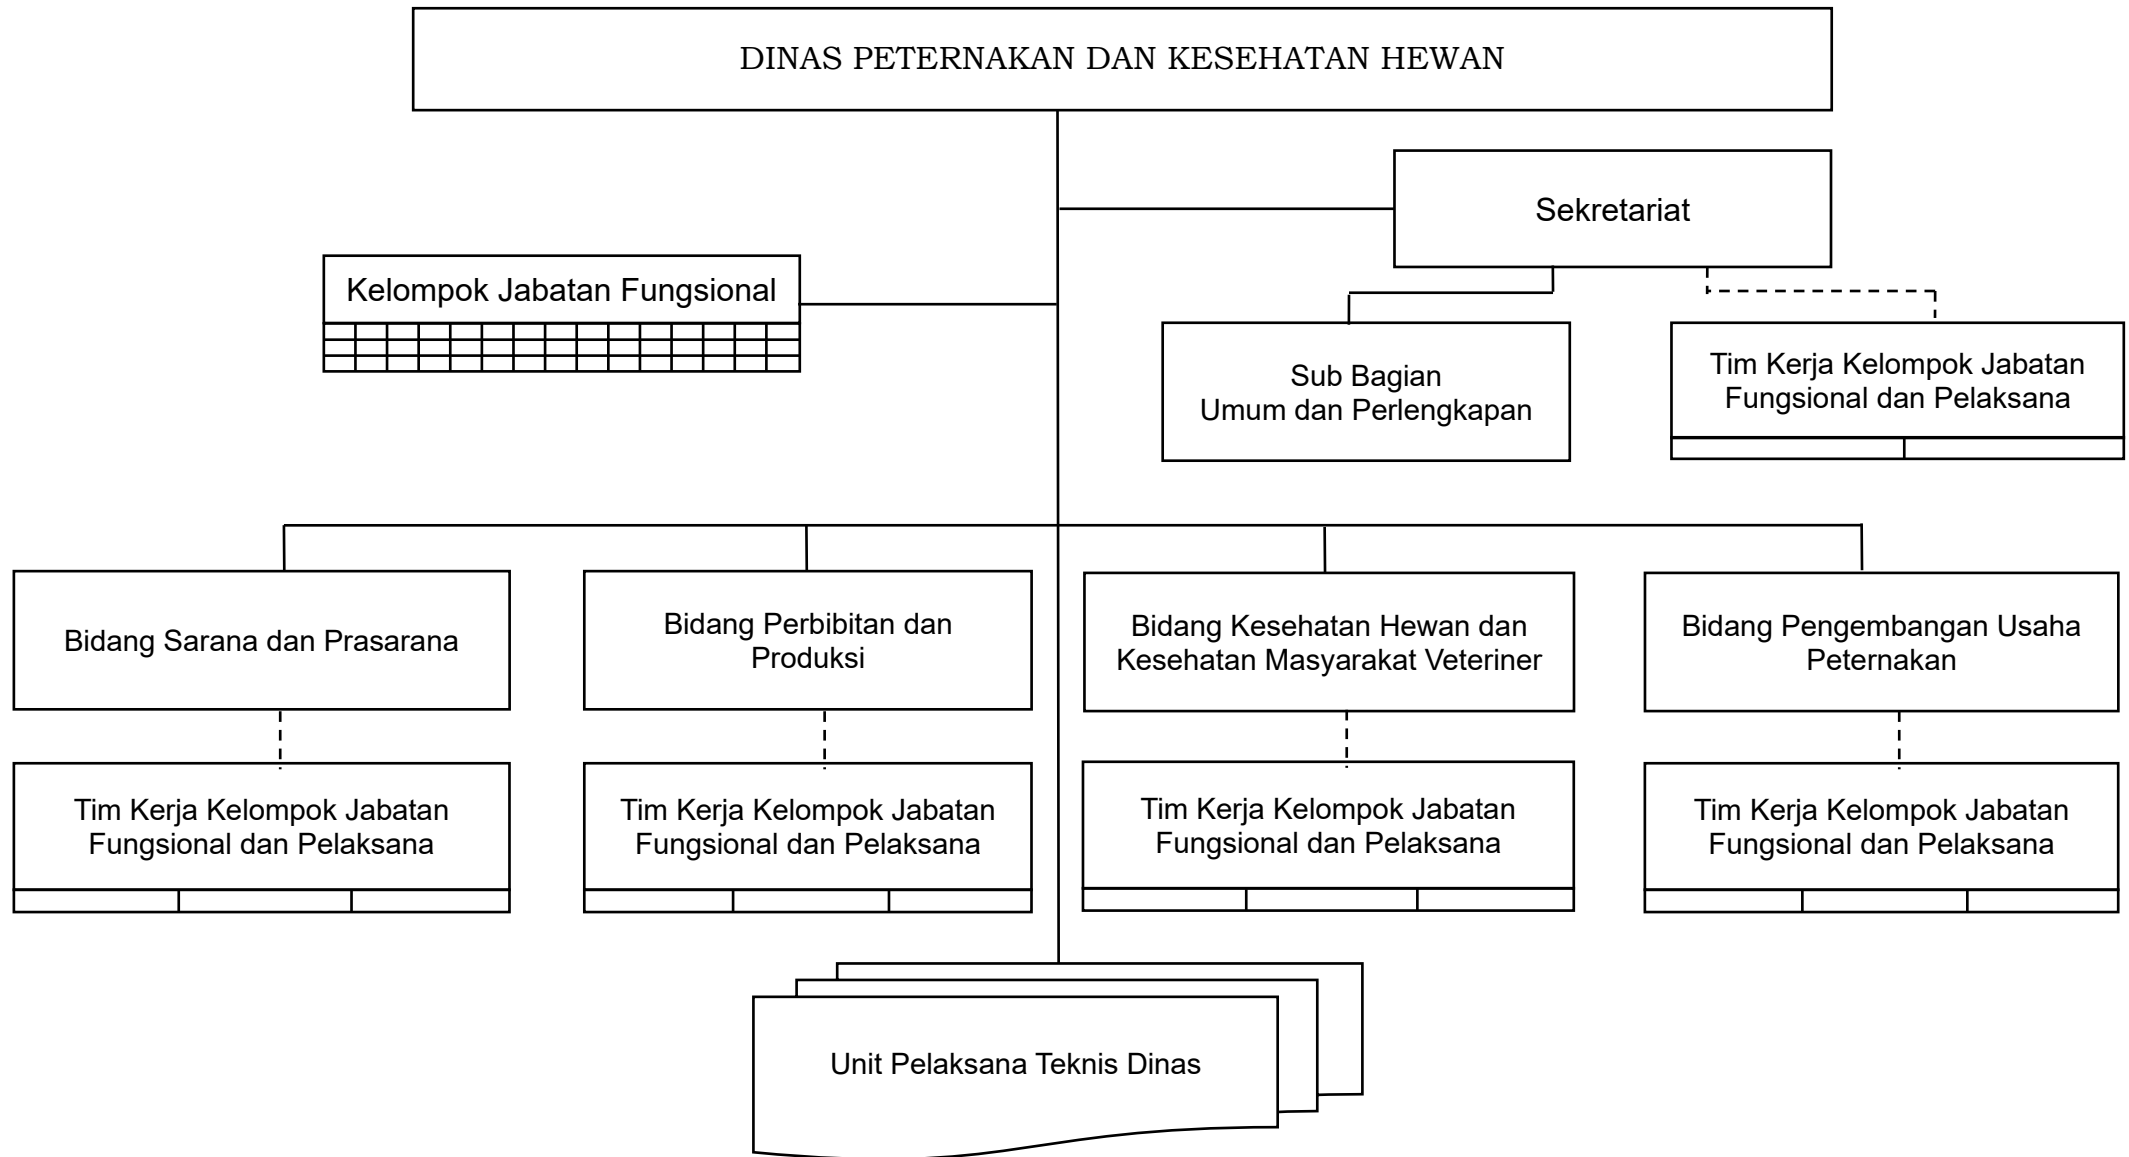 DINAS PETERNAKAN DAN KESEHATAN HEWAN
Sekretariat
Kelompok Jabatan Fungsional
Sub Bagian
Umum dan Perlengkapan
Tim Kerja Kelompok Jabatan
Fungsional dan Pelaksana
Bidang Sarana dan Prasarana
Bidang Perbibitan dan
Produksi
Bidang Kesehatan Hewan dan
Kesehatan Masyarakat Veteriner
Bidang Pengembangan Usaha
Peternakan
Tim Kerja Kelompok Jabatan
Fungsional dan Pelaksana
Tim Kerja Kelompok Jabatan
Fungsional dan Pelaksana
Tim Kerja Kelompok Jabatan
Fungsional dan Pelaksana
Tim Kerja Kelompok Jabatan
Fungsional dan Pelaksana
Unit Pelaksana Teknis Dinas